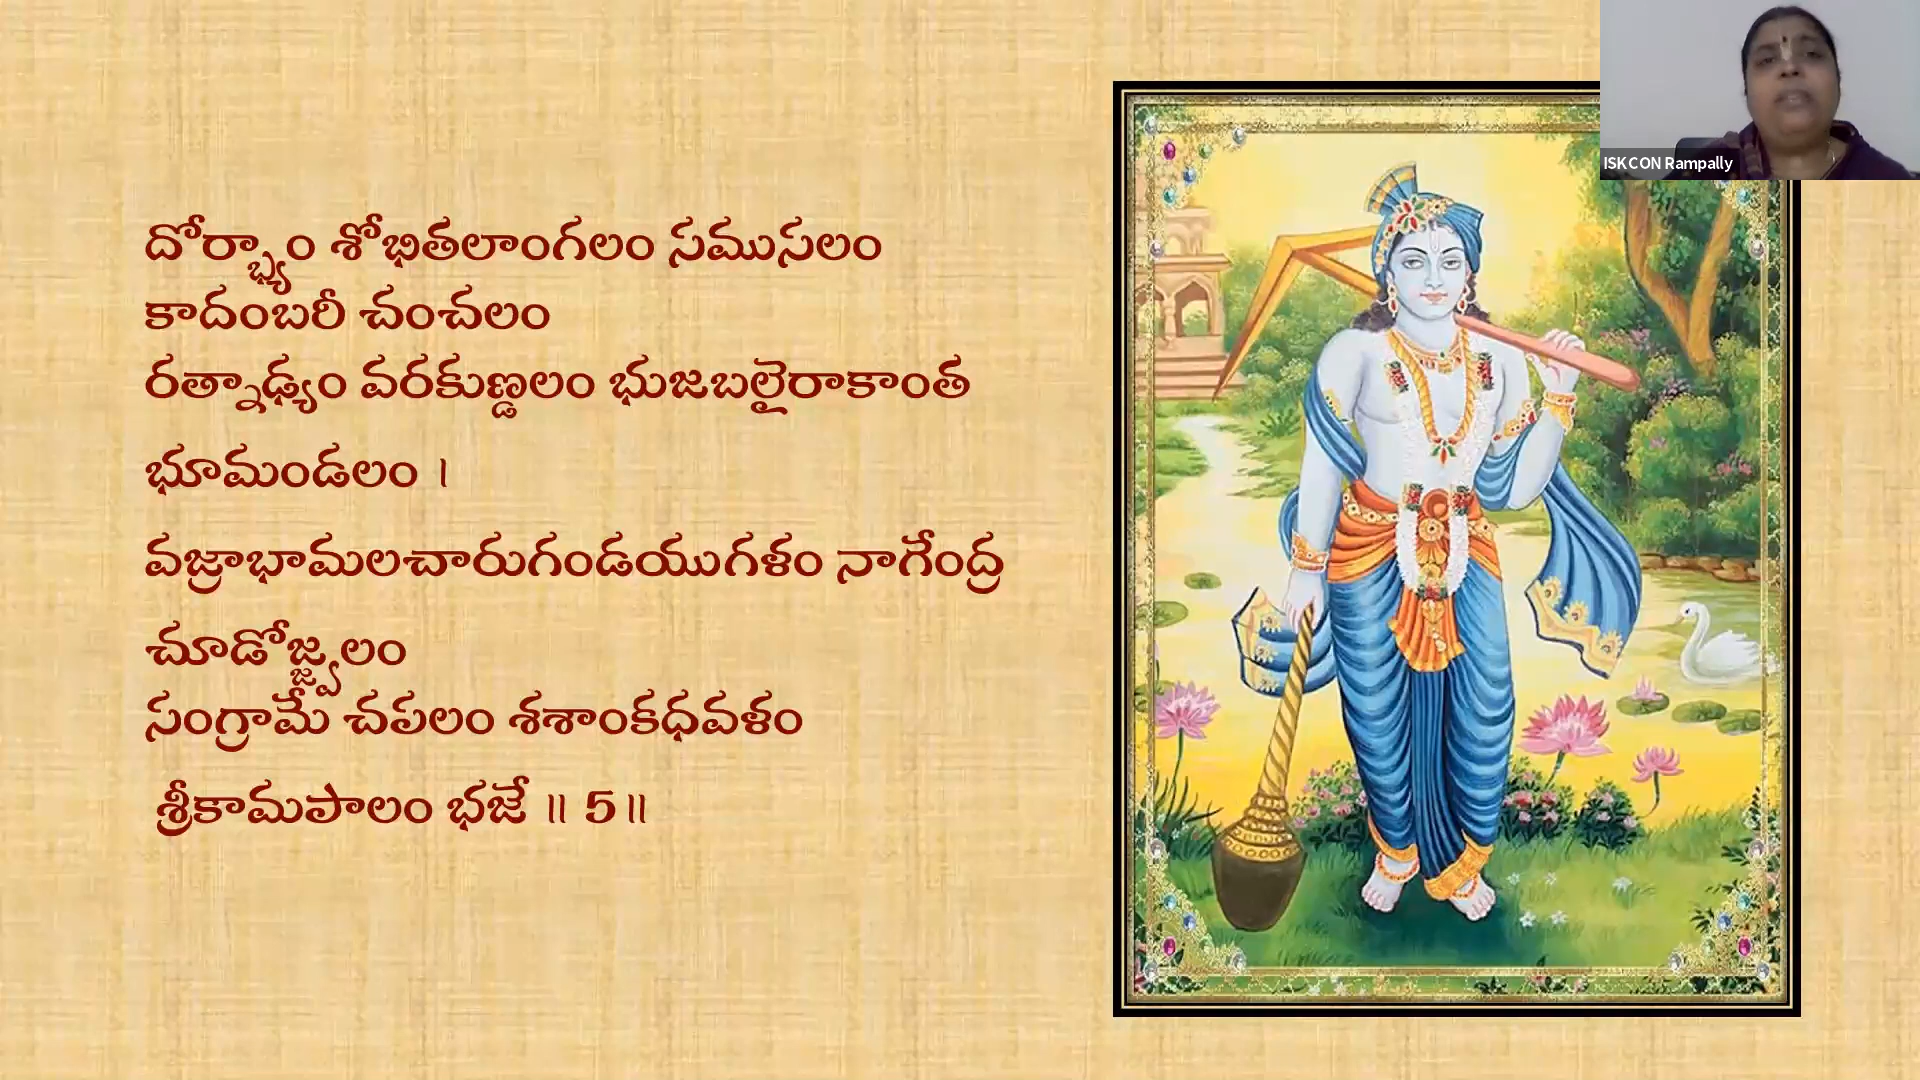 దోర్భ్యాం శోభితలాంగలం సముసలం
కాదంబరీ చంచలం
రత్నాఢ్యం వరకుణ్డలం భుజబలైరాకాంత
భూమండలం ।
వజ్రాభామలచారుగండయుగళం నాగేంద్ర
చూడోజ్జ్వలం
సంగ్రామే చపలం శశాంకధవళం
శ్రీకామపాలం భజే ॥ 5॥
ISKCON Rampally